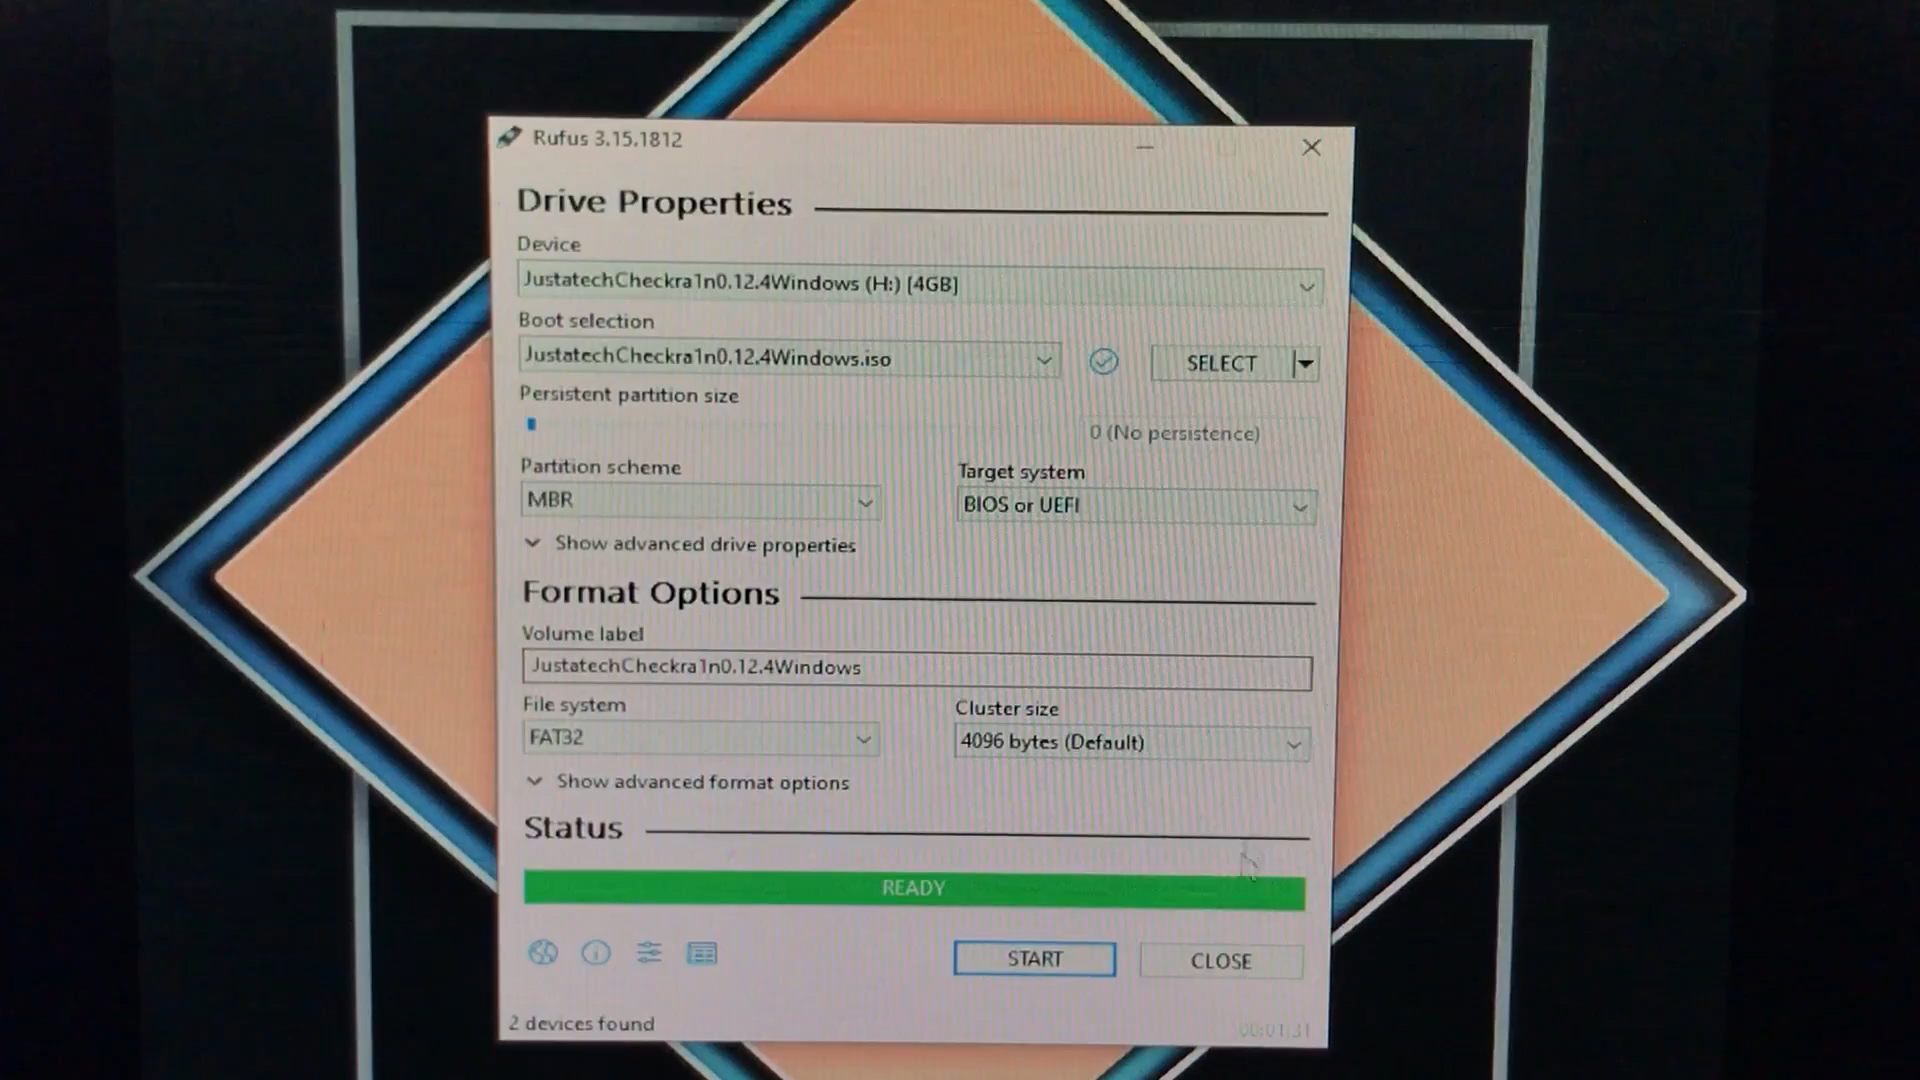 Rufus 3.15.1812
Drive Properties
Device
JustatechCheckra1n0.12.4Windows (H:) [4GB]
Boot selection
JustatechCheckra1n0.12.4Windows.iso
SELECT
Persistent partition size
0 (No persistence)
Partition scheme
Target system
MBR
BIOS or UEFI
Show advanced drive properties
Format Options
Volume label
JustatechCheckra1n0.12.4Windows
File system
Cluster size
FAT32
4096 bytes (Default)
Show advanced format options
Status
READY
START
CLOSE
2 devices found
00:01:31